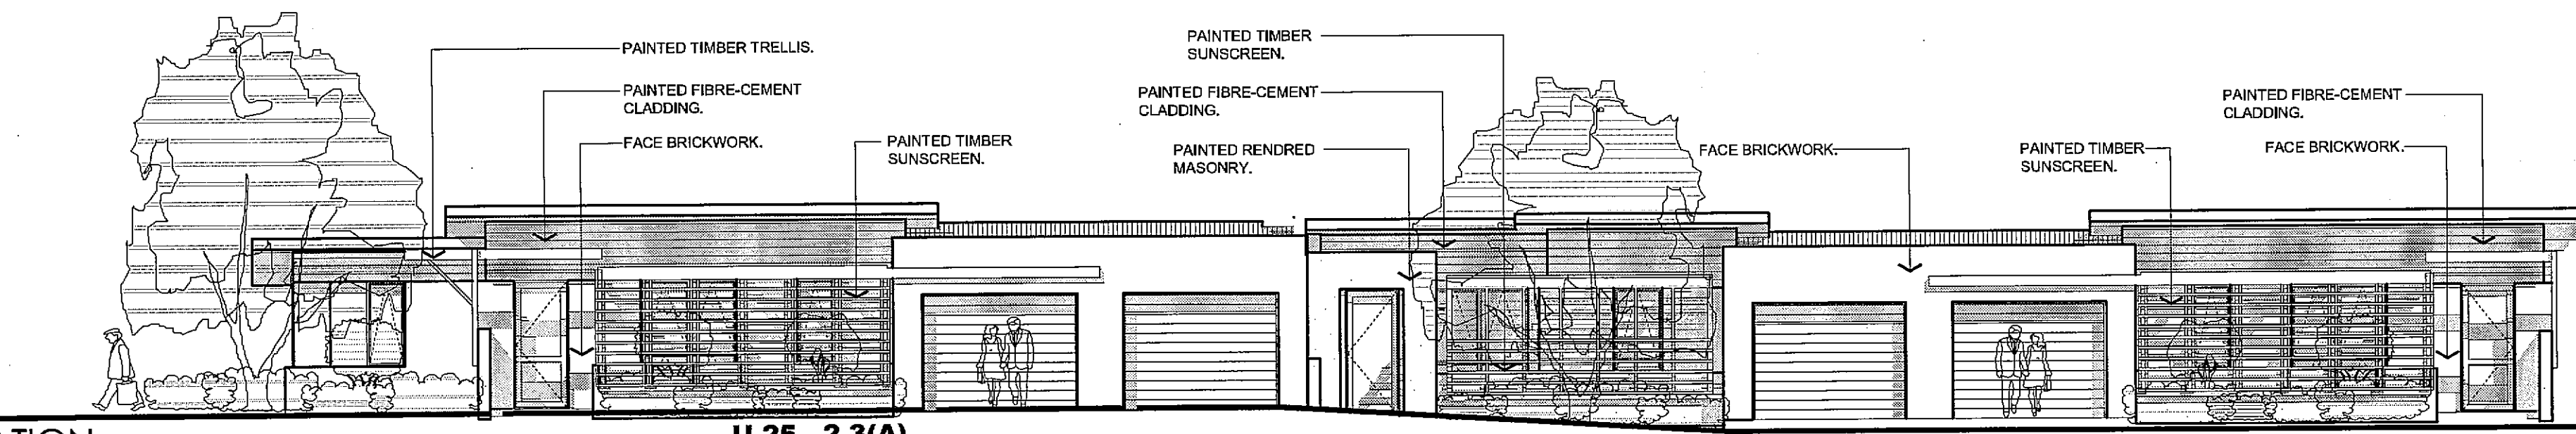 PAINTED TIMBER TRELLIS.
PAINTED FIBRE-CEMENT
CLADDING.
FACE BRICKWORK.
PAINTED TIMBER
SUNSCREEN.
PAINTED TIMBER
SUNSCREEN.
PAINTED FIBRE-CEMENT
CLADDING.
PAINTED RENDRED
MASONRY.
FACE BRICKWORK.
PAINTED TIMBER
SUNSCREEN.
PAINTED FIBRE-CEMENT
CLADDING.
FACE BRICKWORK.